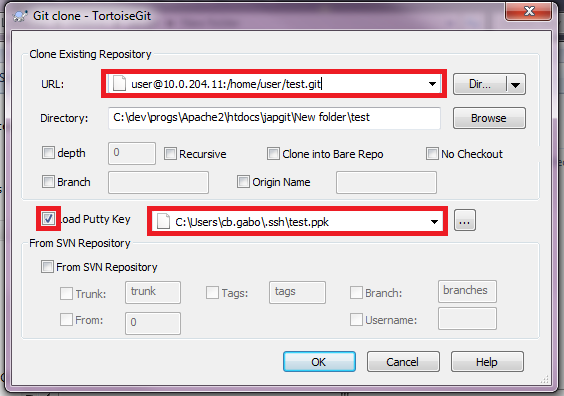 Git clone - TortoiseGit
Clone Existing Repository
URL: user@10.0.204.11:/home/user/test.git Dir...
Directory: C:\dev\progs\Apache2\htdocs\japgit\New folder\test Browse
depth 0 Recursive Clone into Bare Repo No Checkout
Branch Origin Name
Load Putty Key C:\Users\cb.gabo\.ssh\test.ppk ...
From SVN Repository
From SVN Repository
Trunk: trunk Tags: tags Branch: branches
From: 0 Username:
OK Cancel Help